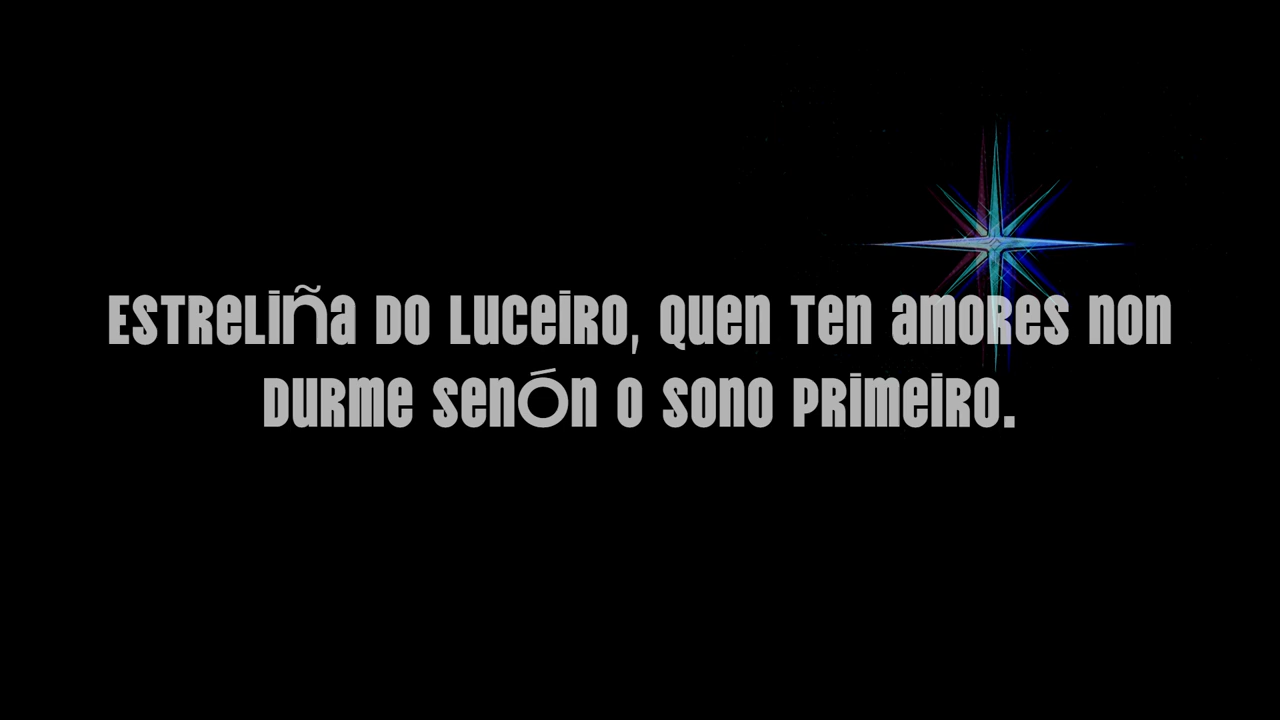 Estreliña do luceiro, quen ten amores non
durme senón o sono primeiro.